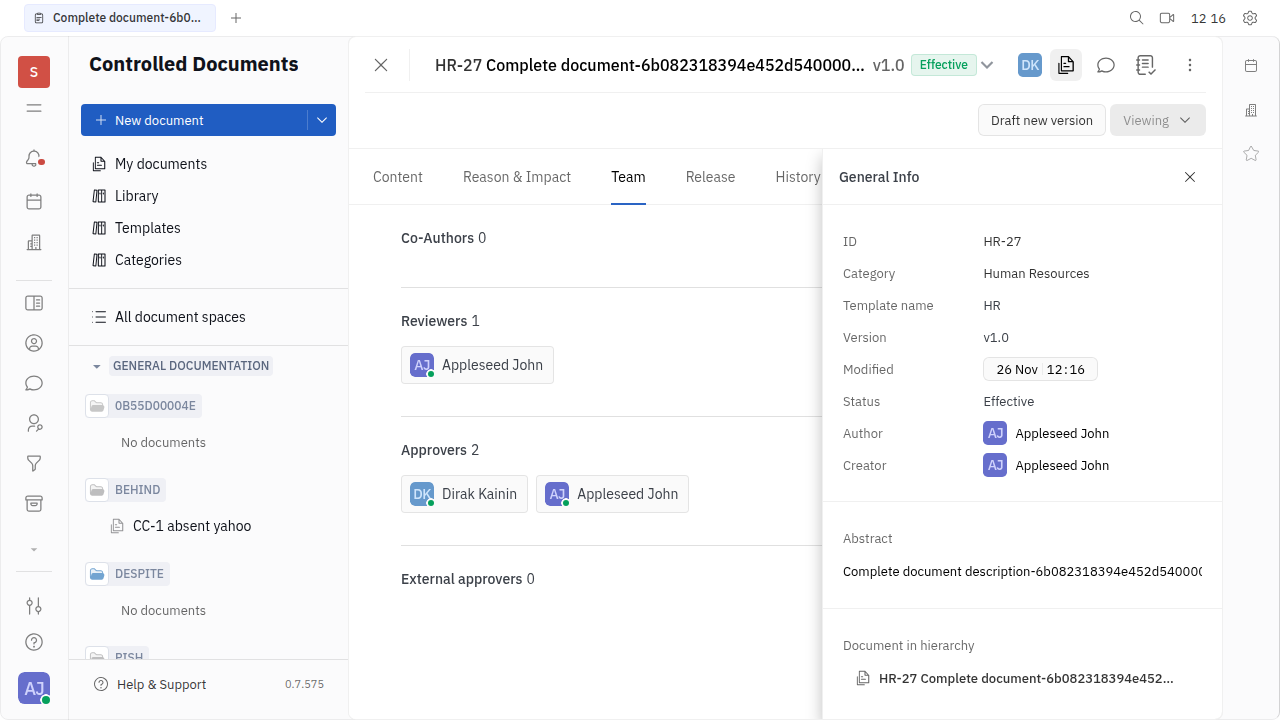 Complete document-6b0...
12 16
S
Controlled Documents
New document
My documents
Library
Templates
Categories
All document spaces
GENERAL DOCUMENTATION
0B55D00004E
No documents
BEHIND
CC-1 absent yahoo
DESPITE
No documents
PISH
Help & Support
0.7.575
AJ
HR-27 Complete document-6b082318394e452d540000...
v1.0
Effective
DK
Draft new version
Viewing
Content
Reason & Impact
Team
Release
History
Co-Authors 0
Reviewers 1
AJ Appleseed John
Approvers 2
DK Dirak Kainin
AJ Appleseed John
External approvers 0
General Info
ID HR-27
Category Human Resources
Template name HR
Version v1.0
Modified 26 Nov 12:16
Status Effective
Author AJ Appleseed John
Creator AJ Appleseed John
Abstract
Complete document description-6b082318394e452d54000
Document in hierarchy
HR-27 Complete document-6b082318394e452...